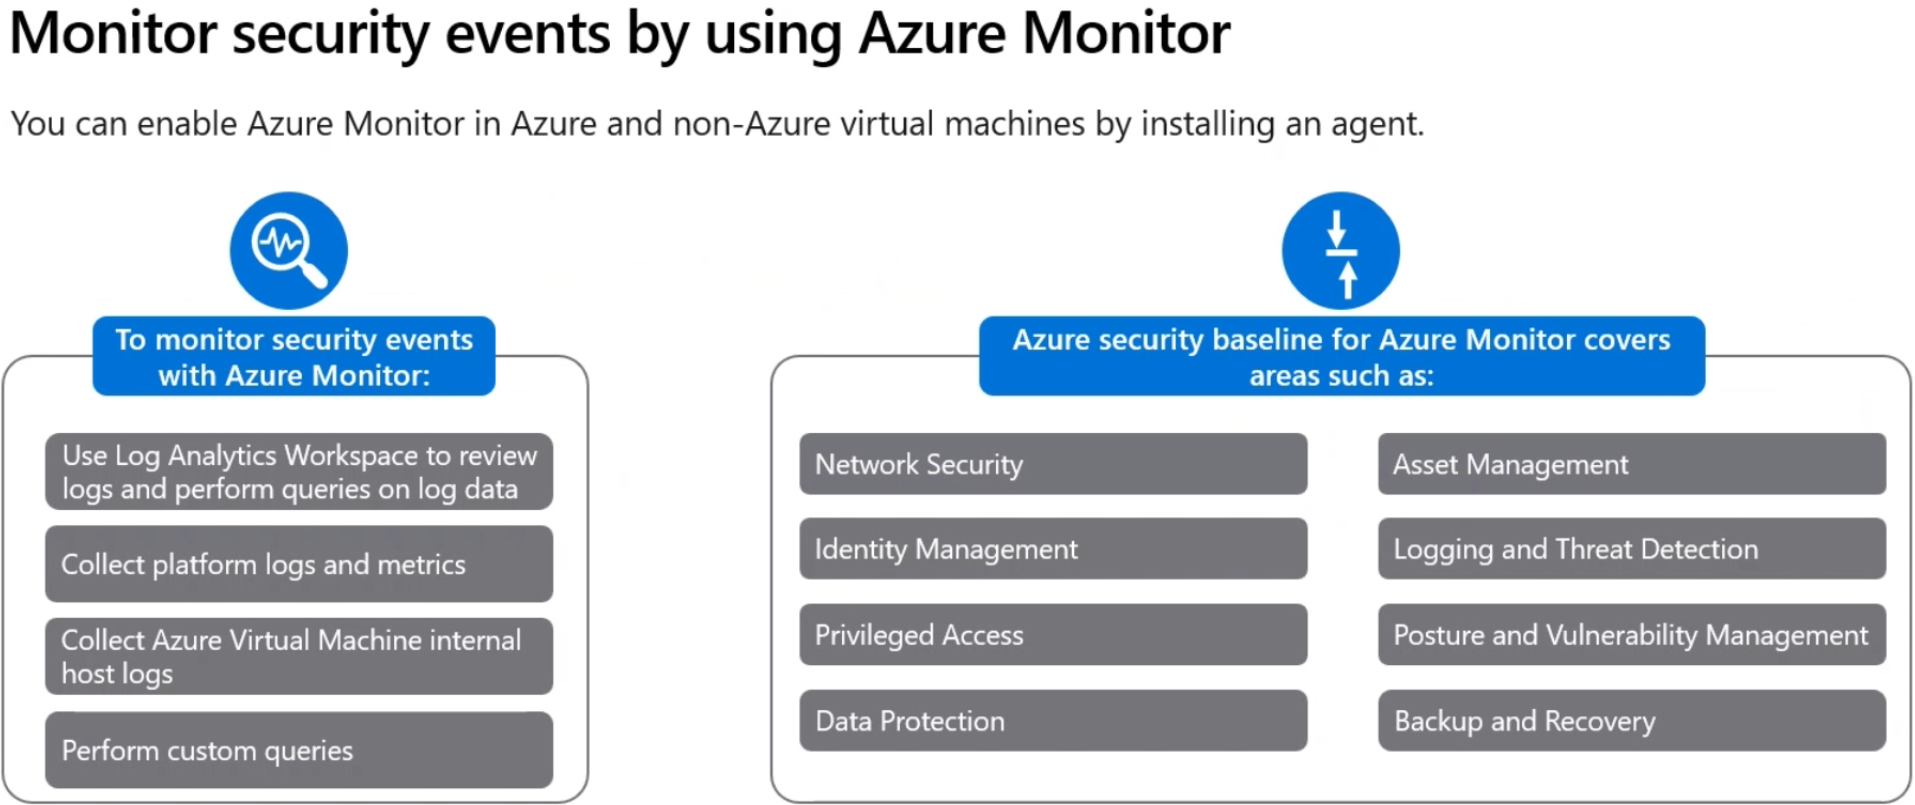 Monitor security events by using Azure Monitor
You can enable Azure Monitor in Azure and non-Azure virtual machines by installing an agent.
To monitor security events
with Azure Monitor:
Use Log Analytics Workspace to review
logs and perform queries on log data
Collect platform logs and metrics
Collect Azure Virtual Machine internal
host logs
Perform custom queries
Azure security baseline for Azure Monitor covers
areas such as:
Network Security
Identity Management
Privileged Access
Data Protection
Asset Management
Logging and Threat Detection
Posture and Vulnerability Management
Backup and Recovery